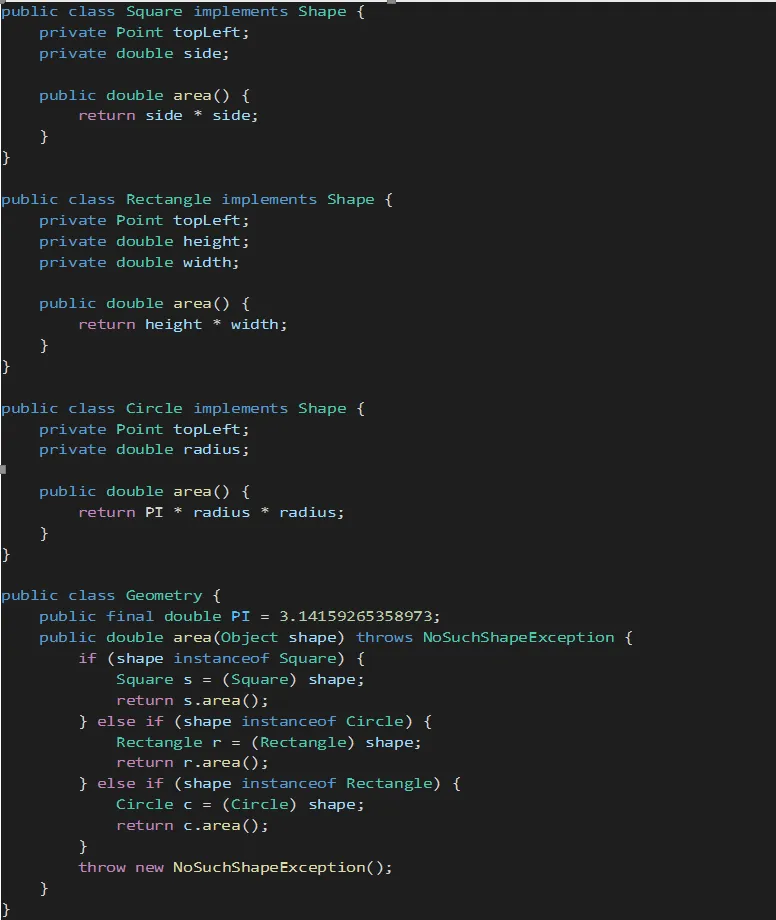 public class Square implements Shape {
    private Point topLeft;
    private double side;

    public double area() {
        return side * side;
    }
}

public class Rectangle implements Shape {
    private Point topLeft;
    private double height;
    private double width;

    public double area() {
        return height * width;
    }
}

public class Circle implements Shape {
    private Point topLeft;
    private double radius;

    public double area() {
        return PI * radius * radius;
    }
}

public class Geometry {
    public final double PI = 3.14159265358973;
    public double area(Object shape) throws NoSuchShapeException {
        if (shape instanceof Square) {
            Square s = (Square) shape;
            return s.area();
        } else if (shape instanceof Circle) {
            Rectangle r = (Rectangle) shape;
            return r.area();
        } else if (shape instanceof Rectangle) {
            Circle c = (Circle) shape;
            return c.area();
        }
        throw new NoSuchShapeException();
    }
}